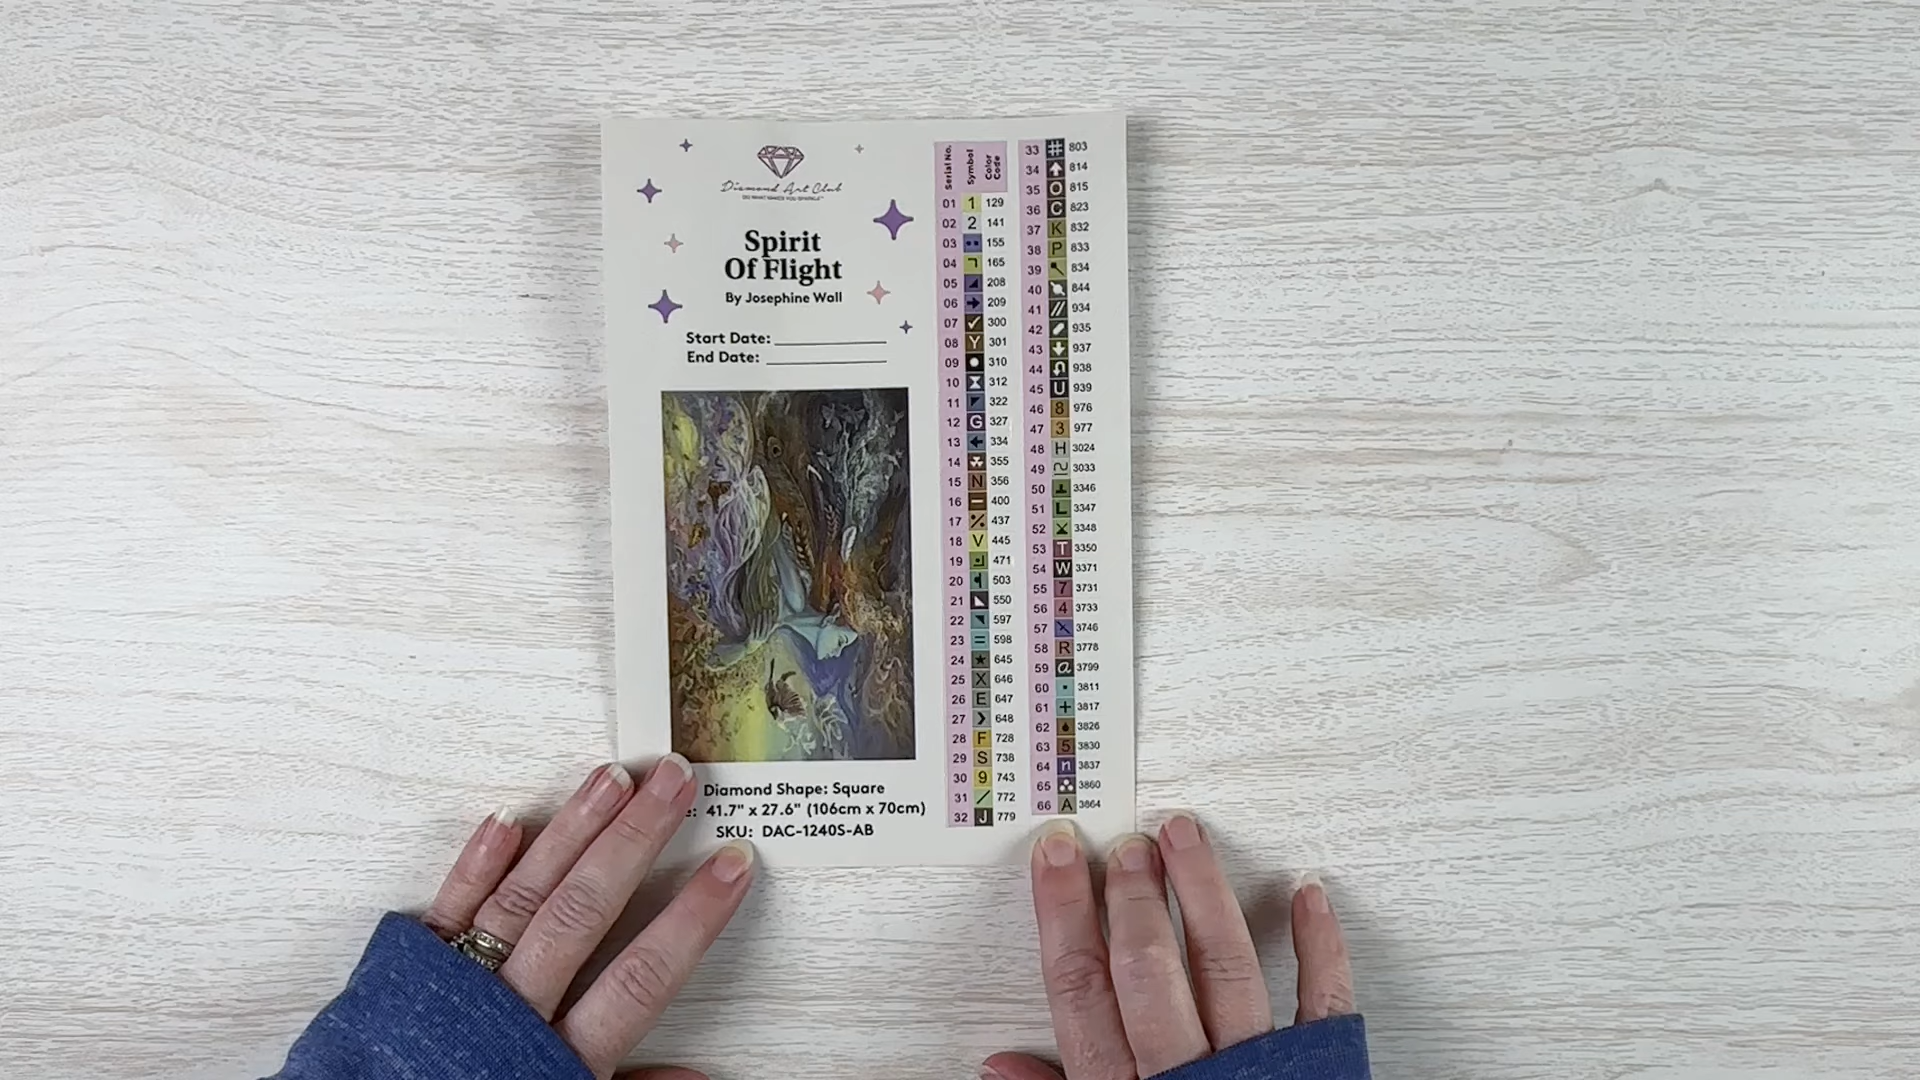 Diamond Art Club
DO WHAT MAKES YOU SPARKLE™
Spirit
Of Flight
By Josephine Wall
Start Date: ____________
End Date: ____________
Diamond Shape: Square
e: 41.7" x 27.6" (106cm x 70cm)
SKU: DAC-1240S-AB
Serial No. Symbol Color Code
01 1 129
02 2 141
03 155
04 165
05 208
06 → 209
07 ✓ 300
08 Y 301
09 ● 310
10 312
11 322
12 G 327
13 ← 334
14 355
15 N 356
16 − 400
17 437
18 V 445
19 471
20 503
21 550
22 597
23 = 598
24 ★ 645
25 X 646
26 E 647
27 648
28 F 728
29 S 738
30 9 743
31 / 772
32 J 779
33 # 803
34 814
35 O 815
36 C 823
37 K 832
38 P 833
39 834
40 844
41 // 934
42 935
43 937
44 938
45 U 939
46 8 976
47 3 977
48 H 3024
49 3033
50 3346
51 L 3347
52 3348
53 T 3350
54 W 3371
55 7 3731
56 4 3733
57 3746
58 R 3778
59 a 3799
60 3811
61 + 3817
62 3826
63 5 3830
64 n 3837
65 3860
66 A 3864